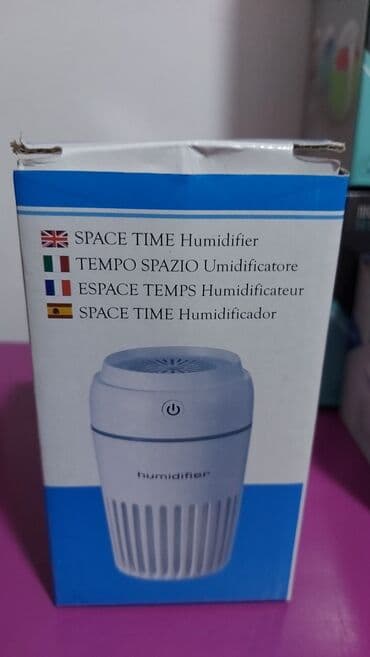 SPACE TIME Humidifier
TEMPO SPAZIO Umidificatore
ESPACE TEMPS Humidificateur
SPACE TIME Humidificador
humidifier